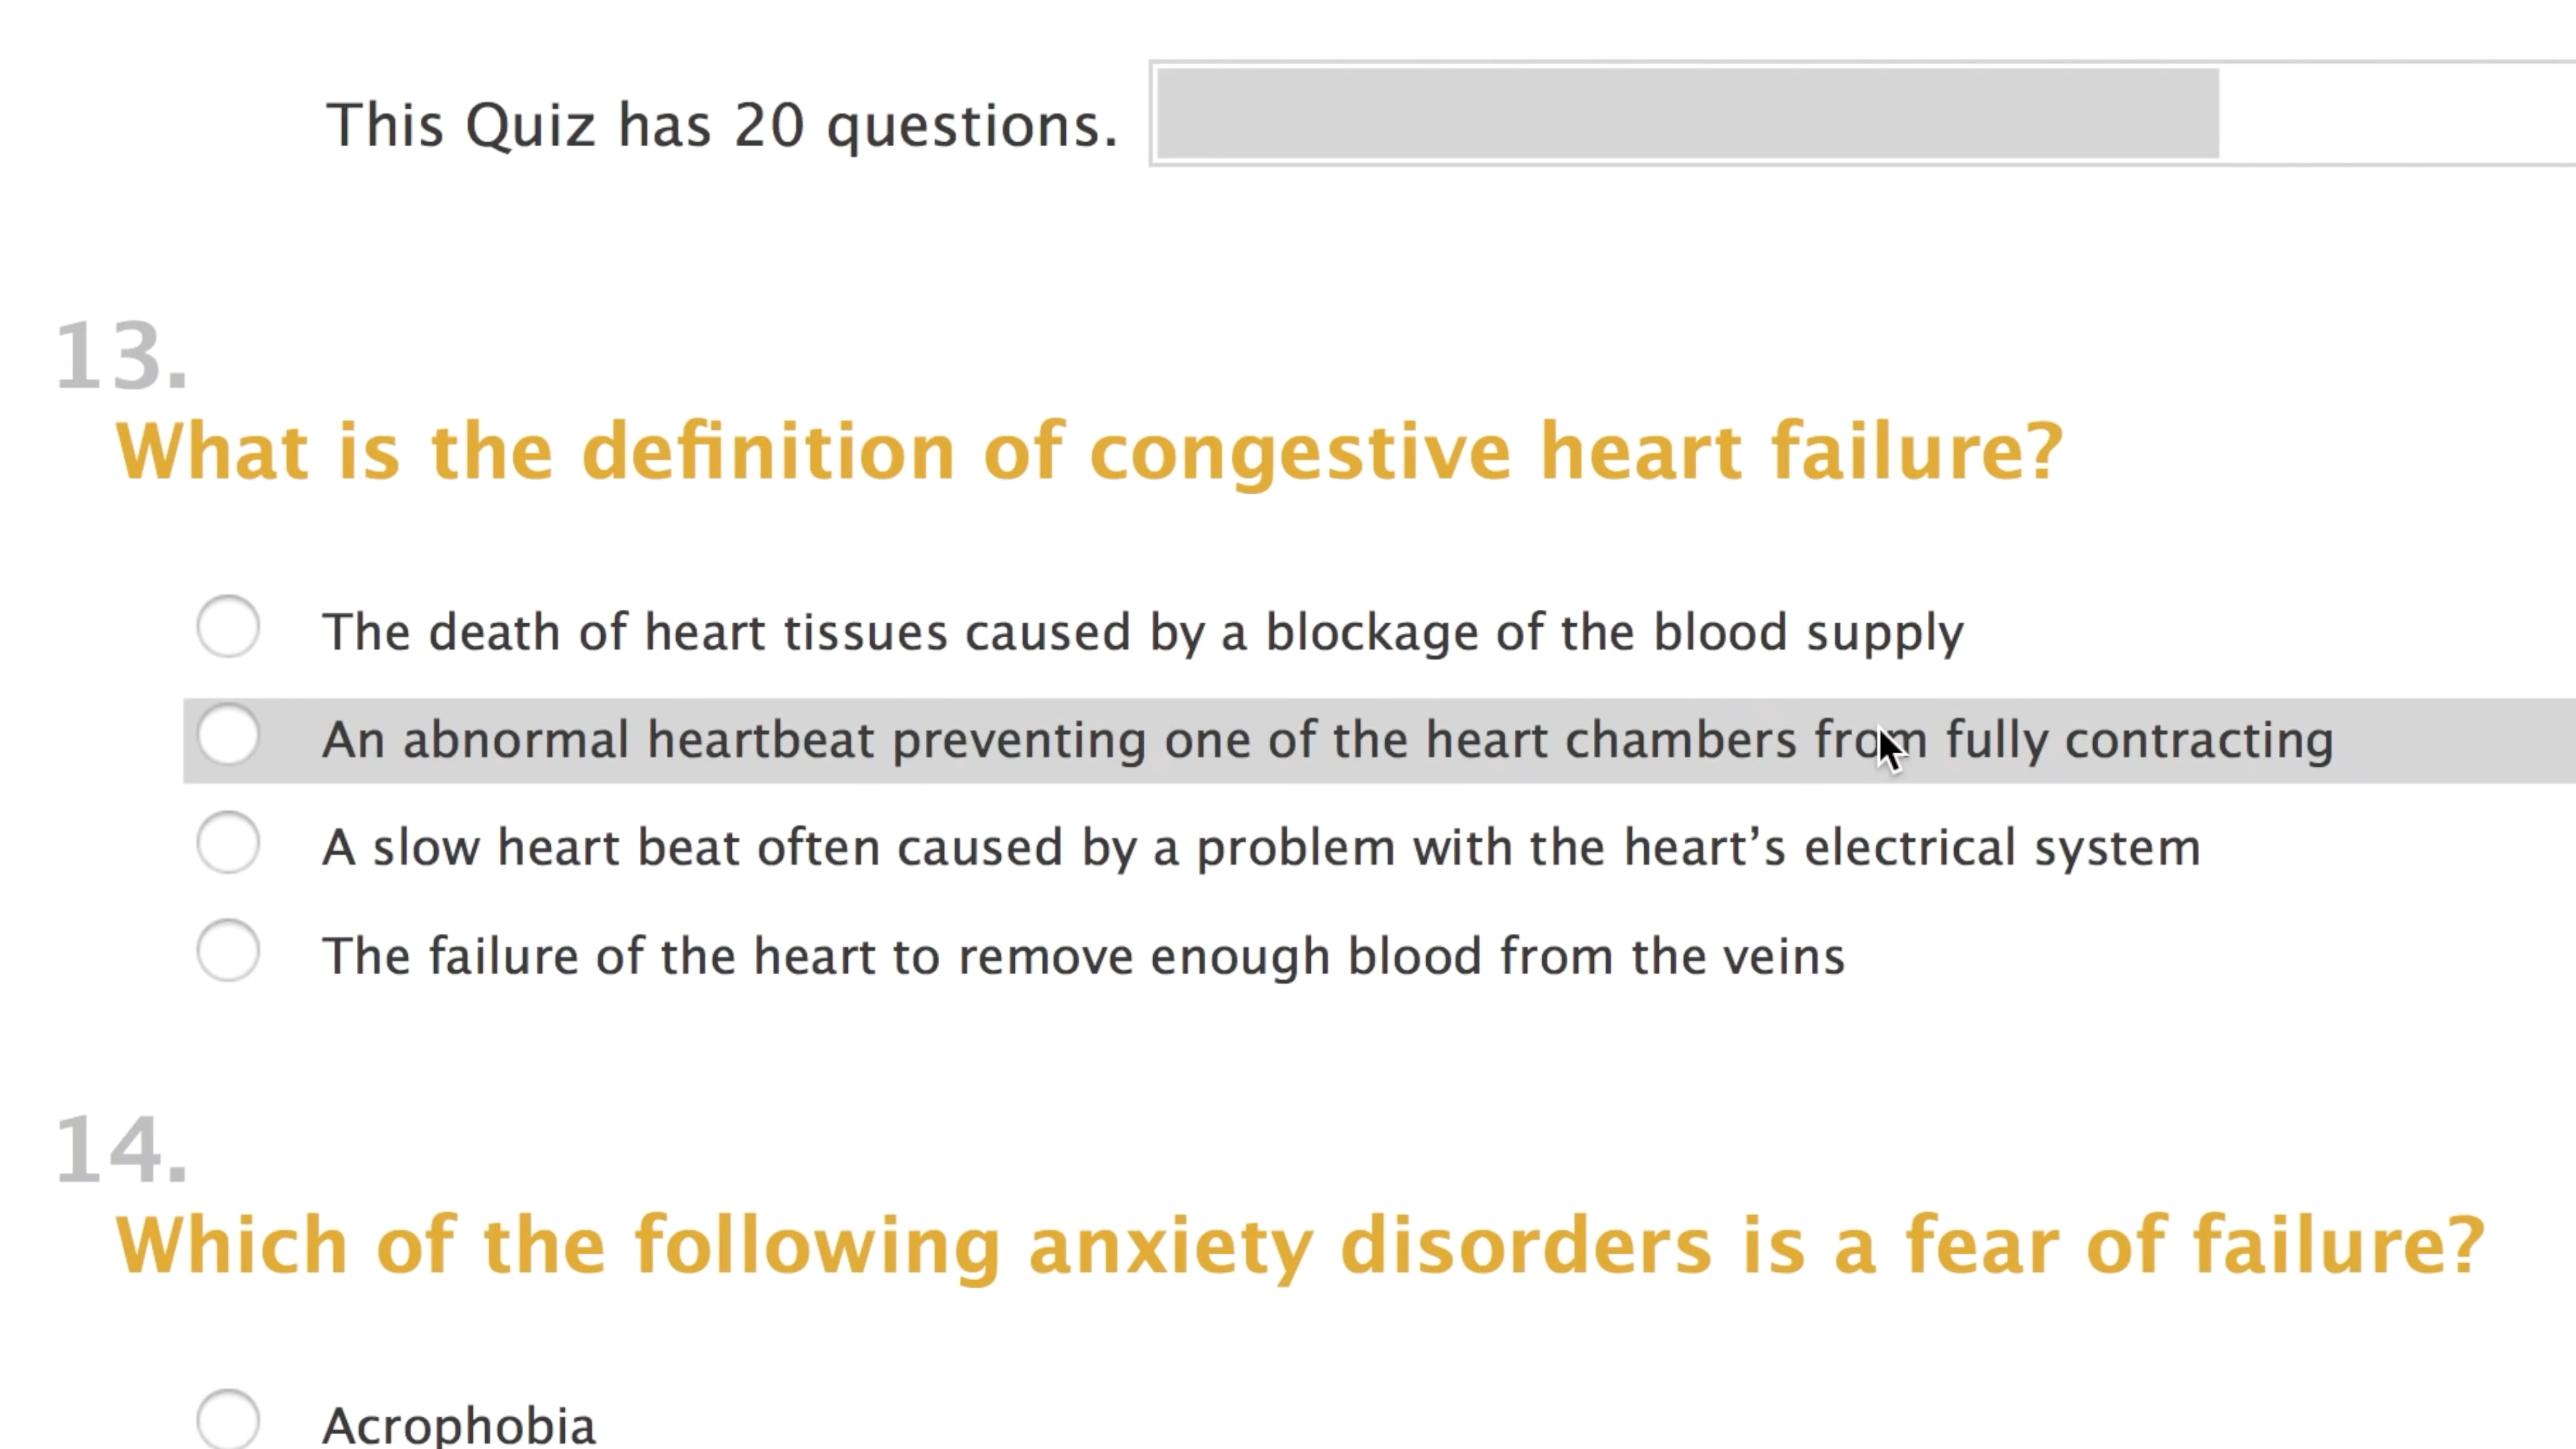 This Quiz has 20 questions.
13.
What is the definition of congestive heart failure?
The death of heart tissues caused by a blockage of the blood supply
An abnormal heartbeat preventing one of the heart chambers from fully contracting
A slow heart beat often caused by a problem with the heart’s electrical system
The failure of the heart to remove enough blood from the veins
14.
Which of the following anxiety disorders is a fear of failure?
Acrophobia